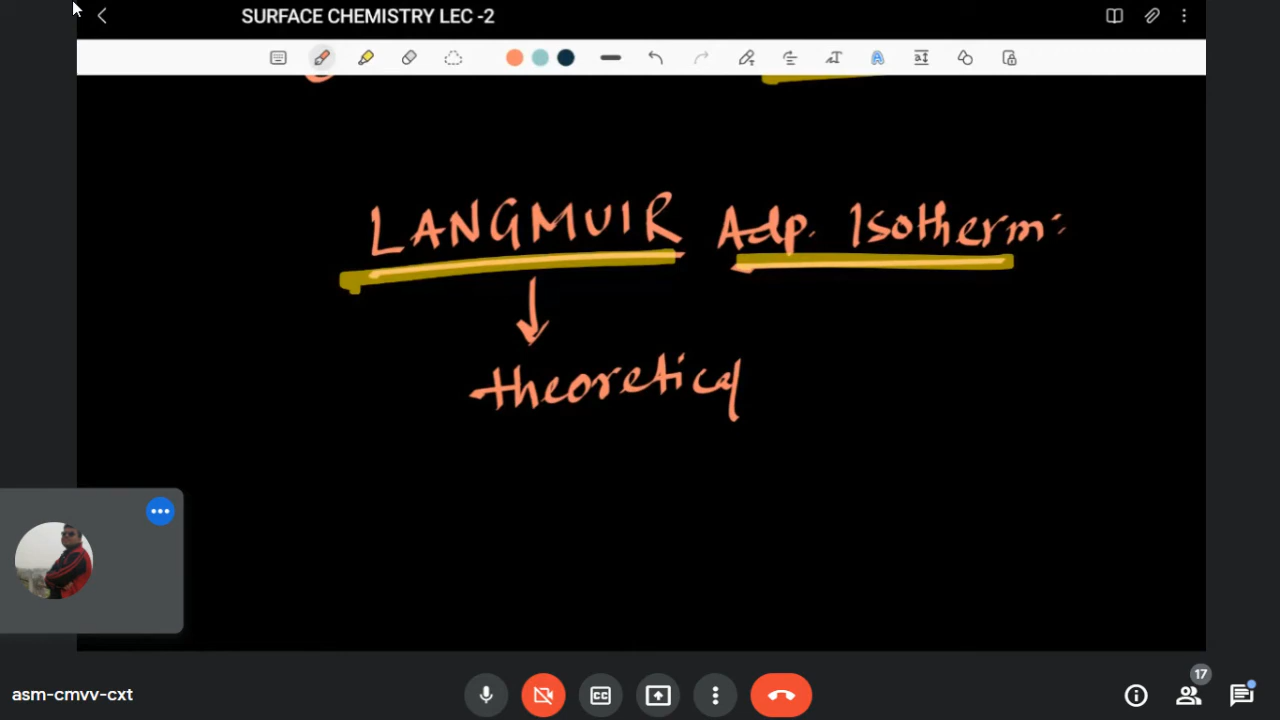 SURFACE CHEMISTRY LEC -2
LANGMUIR Adp. Isotherm:
theoretical
asm-cmvv-cxt
17